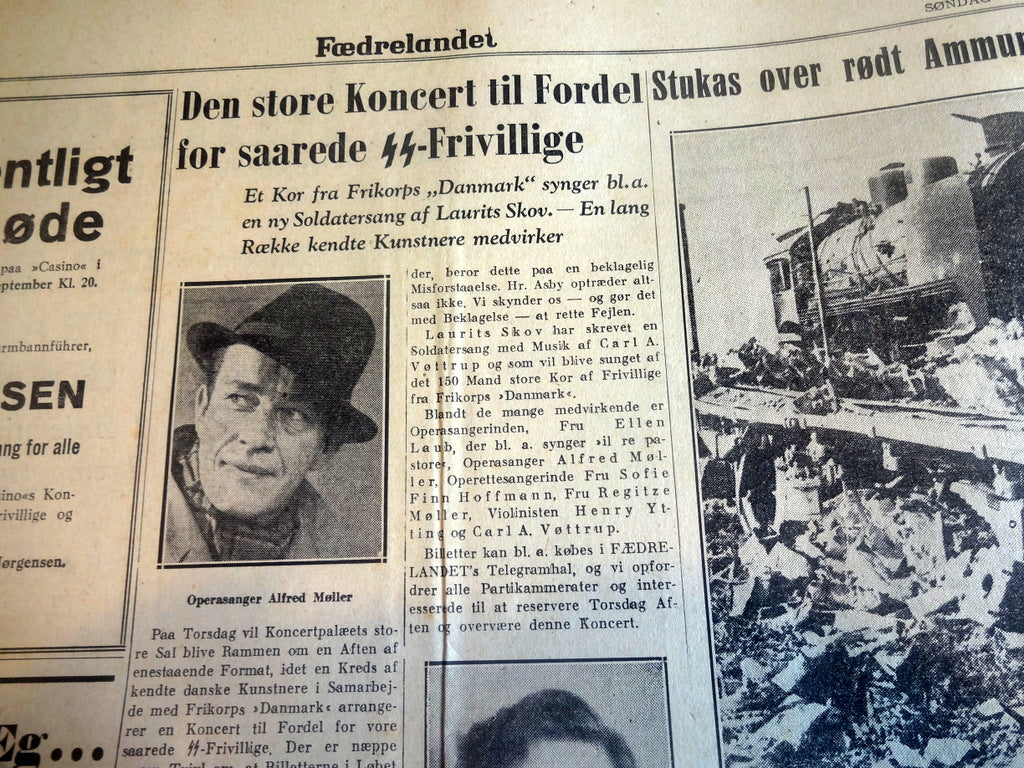 SØNDAG
Fædrelandet
entligt
øde
paa »Casino« i
eptember Kl. 20.
rmbannführer,
SEN
ng for alle
sino«s Kon-
rivillige og
Jørgensen.
Eg...
Den store Koncert til Fordel
for saarede ᛋᛋ-Frivillige
Et Kor fra Frikorps „Danmark“ synger bl. a.
en ny Soldatersang af Laurits Skov. — En lang
Række kendte Kunstnere medvirker
Operasanger Alfred Møller
Paa Torsdag vil Koncertpalæets sto-
re Sal blive Rammen om en Aften af
enestaaende Format, idet en Kreds af
kendte danske Kunstnere i Samarbej-
de med Frikorps »Danmark« arrange-
rer en Koncert til Fordel for vore
saarede ᛋᛋ-Frivillige. Der er næppe
Tvivl om, at Billetterne i Løbet
der, beror dette paa en beklagelig
Misforstaaelse. Hr. Asby optræder alt-
saa ikke. Vi skynder os — og gør det
med Beklagelse — at rette Fejlen.
Laurits Skov har skrevet en
Soldatersang med Musik af Carl A.
Vøttrup og som vil blive sunget af
det 150 Mand store Kor af Frivillige
fra Frikorps »Danmark«.
Blandt de mange medvirkende er
Operasangerinden, Fru Ellen
Laub, der bl. a. synger »il re pa-
store«, Operasanger Alfred Møl-
ler, Operettesangerinde Fru Sofie
Finn Hoffmann, Fru Regitze
Møller, Violinisten Henry Yt-
ting og Carl A. Vøttrup.
Billetter kan bl. a. købes i FÆDRE-
LANDET's Telegramhal, og vi opfor-
drer alle Partikammerater og inter-
esserede til at reservere Torsdag Af-
ten og overvære denne Koncert.
Stukas over rødt Ammun